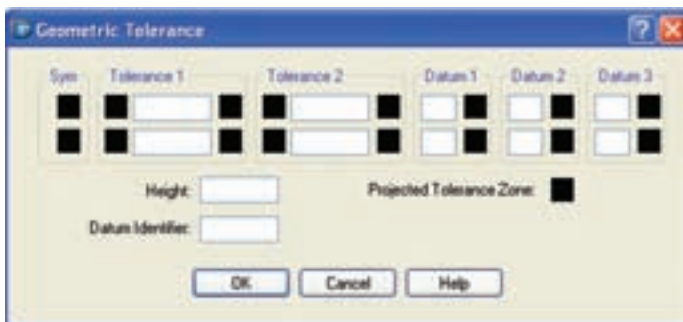 Geometric Tolerance
Sym Tolerance 1 Tolerance 2 Datum 1 Datum 2 Datum 3
Height:
Projected Tolerance Zone:
Datum Identifier:
OK Cancel Help